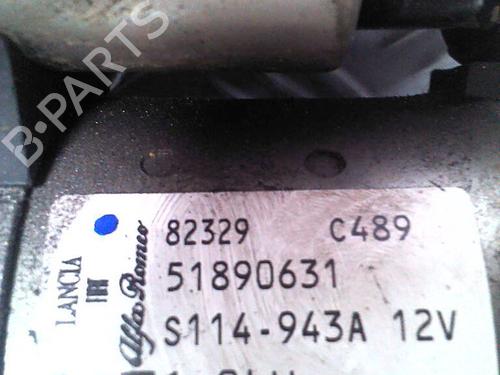 B-PARTS
82329 C489
51890631
S114-943A 12V
LANCIA
Alfa Romeo